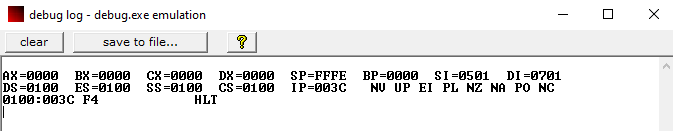 debug log - debug.exe emulation
clear save to file... ?
AX=0000 BX=0000 CX=0000 DX=0000 SP=FFFE BP=0000 SI=0501 DI=0701
DS=0100 ES=0100 SS=0100 CS=0100 IP=003C NV UP EI PL NZ NA PO NC
0100:003C F4 HLT